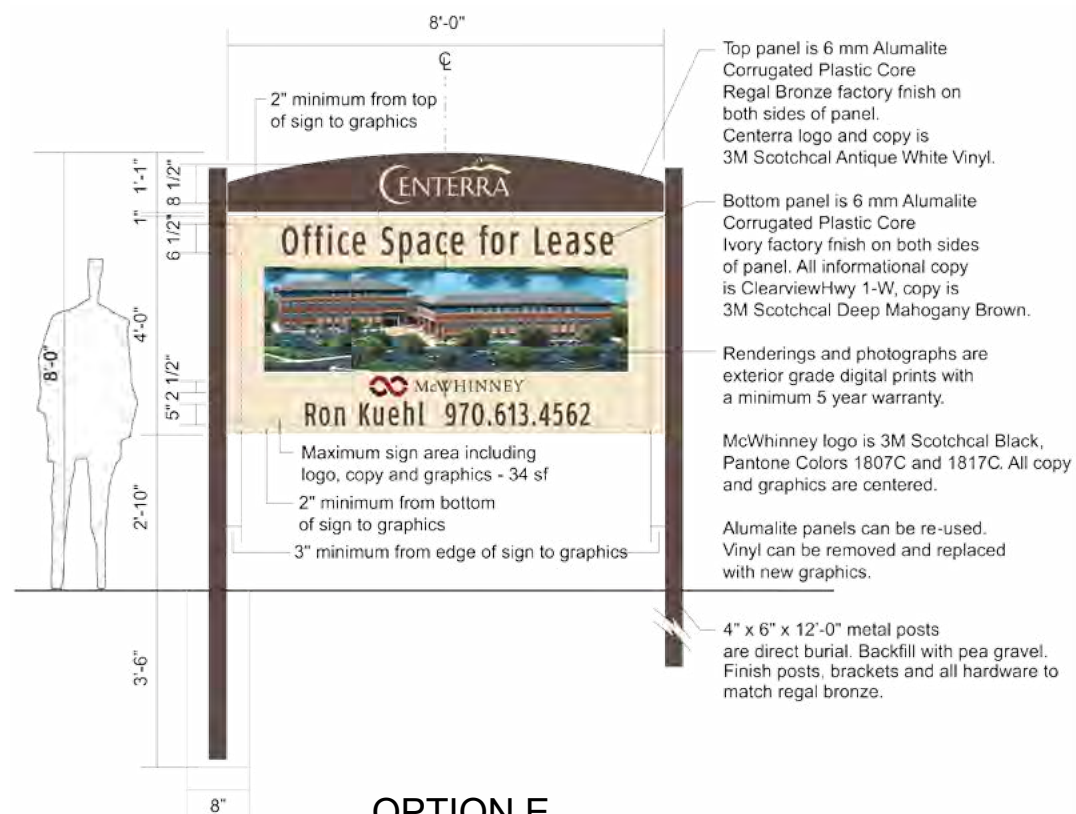 8'-0"
℄
2" minimum from top
of sign to graphics
CENTERRA
Office Space for Lease
McWHINNEY
Ron Kuehl 970.613.4562
Maximum sign area including
logo, copy and graphics - 34 sf
2" minimum from bottom
of sign to graphics
3" minimum from edge of sign to graphics
1'-1"
8 1/2"
1"
6 1/2"
4'-0"
2 1/2"
5"
8'-0"
2'-10"
3'-6"
8"
Top panel is 6 mm Alumalite
Corrugated Plastic Core
Regal Bronze factory fnish on
both sides of panel.
Centerra logo and copy is
3M Scotchcal Antique White Vinyl.
Bottom panel is 6 mm Alumalite
Corrugated Plastic Core
Ivory factory fnish on both sides
of panel. All informational copy
is ClearviewHwy 1-W, copy is
3M Scotchcal Deep Mahogany Brown.
Renderings and photographs are
exterior grade digital prints with
a minimum 5 year warranty.
McWhinney logo is 3M Scotchcal Black,
Pantone Colors 1807C and 1817C. All copy
and graphics are centered.
Alumalite panels can be re-used.
Vinyl can be removed and replaced
with new graphics.
4" x 6" x 12'-0" metal posts
are direct burial. Backfill with pea gravel.
Finish posts, brackets and all hardware to
match regal bronze.
OPTION E